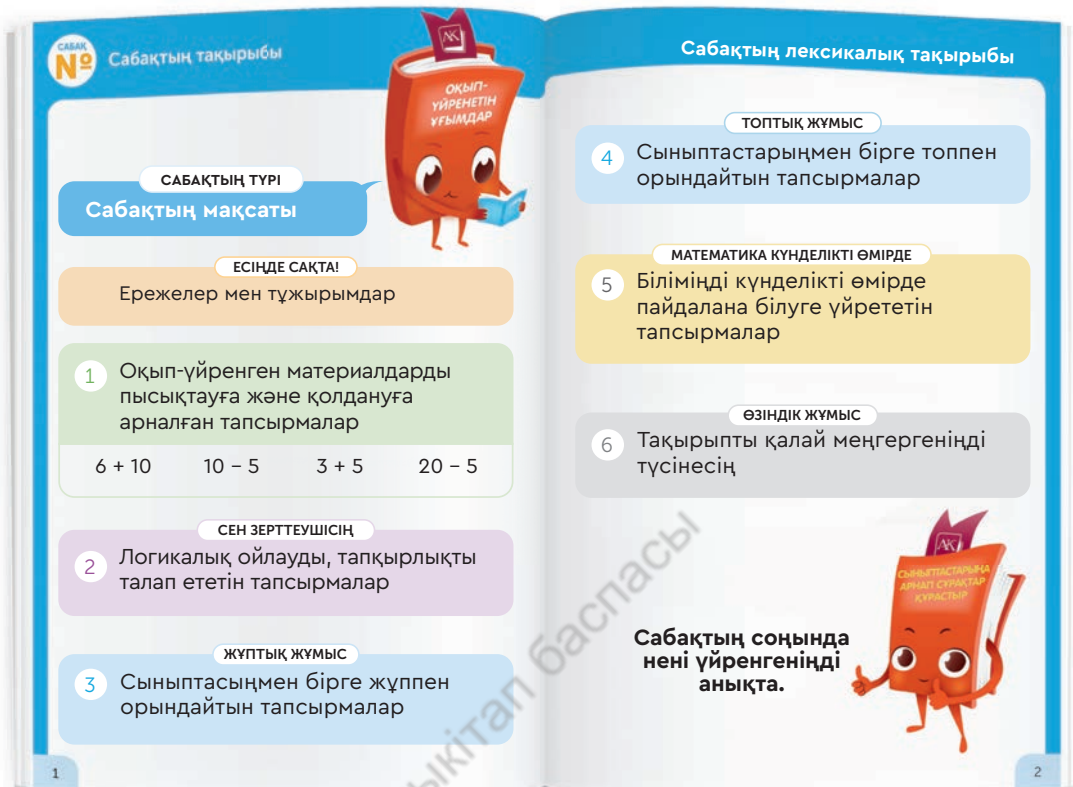 САБАҚ
№
Сабақтың тақырыбы
АК
ОҚЫП-
ҮЙРЕНЕТІН
ҰҒЫМДАР
САБАҚТЫҢ ТҮРІ
Сабақтың мақсаты
ЕСІҢДЕ САҚТА!
Ережелер мен тұжырымдар
1
Оқып-үйренген материалдарды
пысықтауға және қолдануға
арналған тапсырмалар
6 + 10 10 – 5 3 + 5 20 – 5
СЕН ЗЕРТТЕУШІСІҢ
2
Логикалық ойлауды, тапқырлықты
талап ететін тапсырмалар
ЖҰПТЫҚ ЖҰМЫС
3
Сыныптасыңмен бірге жұппен
орындайтын тапсырмалар
1
Сабақтың лексикалық тақырыбы
ТОПТЫҚ ЖҰМЫС
4
Сыныптастарыңмен бірге топпен
орындайтын тапсырмалар
МАТЕМАТИКА КҮНДЕЛІКТІ ӨМІРДЕ
5
Біліміңді күнделікті өмірде
пайдалана білуге үйрететін
тапсырмалар
ӨЗІНДІК ЖҰМЫС
6
Тақырыпты қалай меңгергеніңді
түсінесің
АК
СЫНЫПТАСТАРЫҢА
АРНАП СҰРАҚТАР
ҚҰРАСТЫР
Сабақтың соңында
нені үйренгеніңді
анықта.
2
баспасы